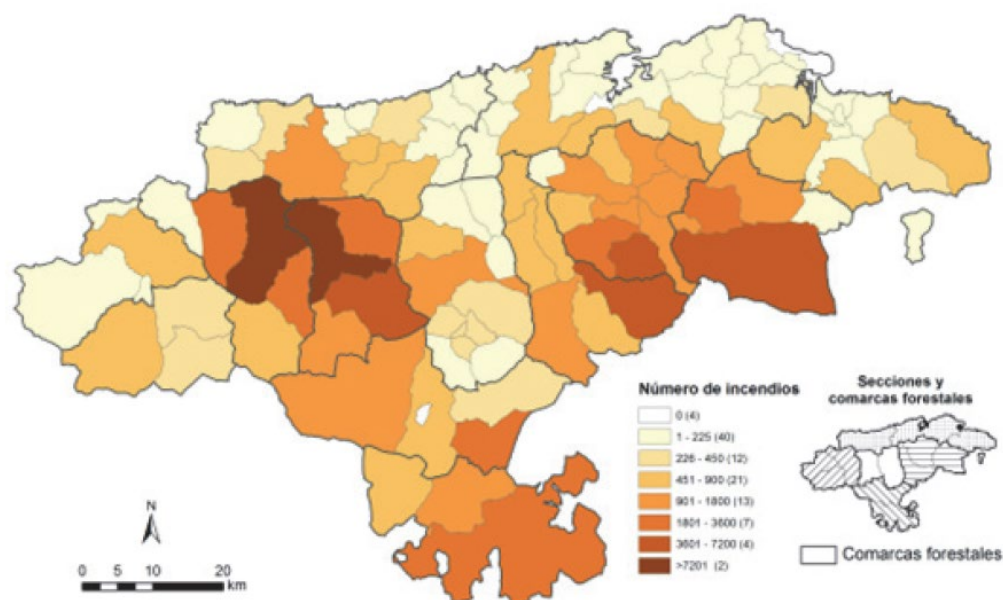 Número de incendios
0 (4)
1 - 225 (40)
226 - 450 (12)
451 - 900 (21)
901 - 1800 (13)
1801 - 3600 (7)
3601 - 7200 (4)
>7201 (2)
Secciones y
comarcas forestales
Comarcas forestales
N
0 5 10 20
km